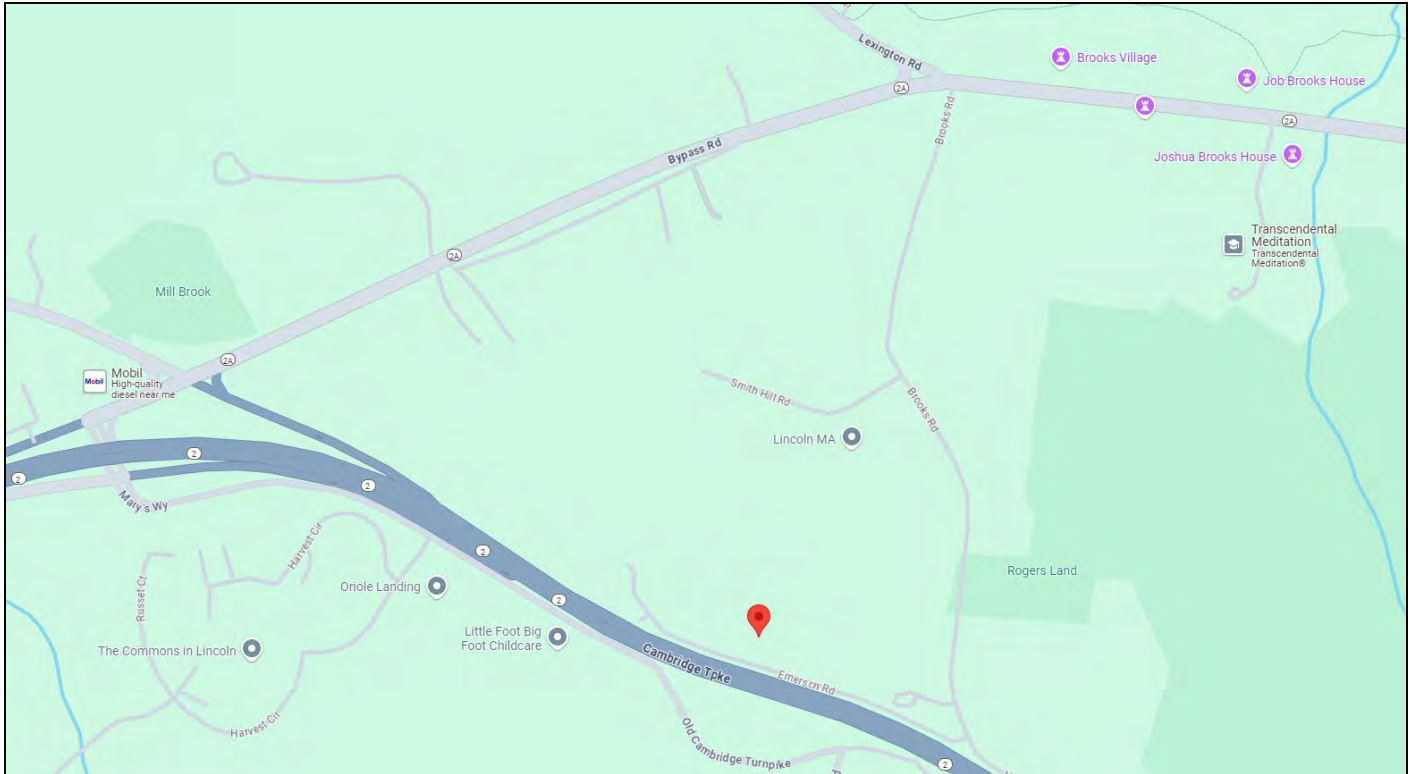 Lexington Rd
Brooks Village
Job Brooks House
2A
2A
Brooks Rd
Bypass Rd
Joshua Brooks House
Transcendental
Meditation
Transcendental
Meditation®
2A
Mill Brook
2A
Mobil
Mobil
High-quality
diesel near me
Smith Hill Rd
Brooks Rd
Lincoln MA
2
2
2
Mary's Wy
Harvest Cir
2
Oriole Landing
Rogers Land
2
Russet Ct
Little Foot Big
Foot Childcare
The Commons in Lincoln
Cambridge Tpke
Emerson Rd
Harvest Cir
Old Cambridge Turnpike
2